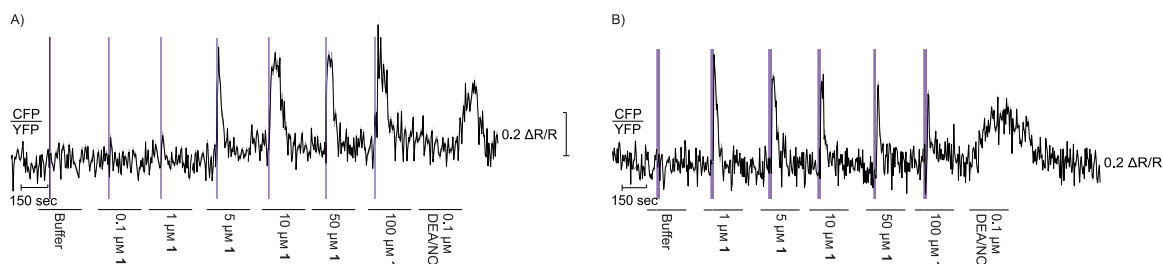 A)
CFP
YFP
150 sec
0.2 ΔR/R
Buffer
0.1 µM 1
1 µM 1
5 µM 1
10 µM 1
50 µM 1
100 µM 1
0.1 µM
DEA/NO
B)
CFP
YFP
150 sec
0.2 ΔR/R
Buffer
1 µM 1
5 µM 1
10 µM 1
50 µM 1
100 µM 1
0.1 µM
DEA/NO